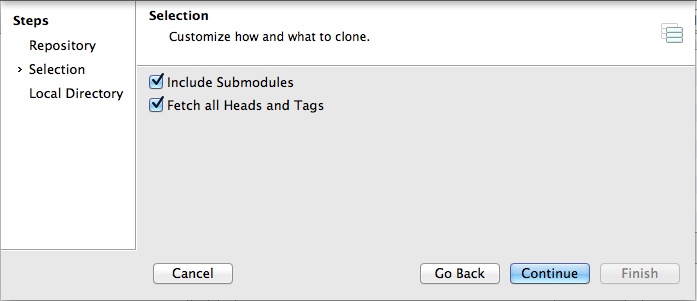 Steps
Repository
› Selection
Local Directory
Selection
Customize how and what to clone.
Include Submodules
Fetch all Heads and Tags
Cancel
Go Back
Continue
Finish